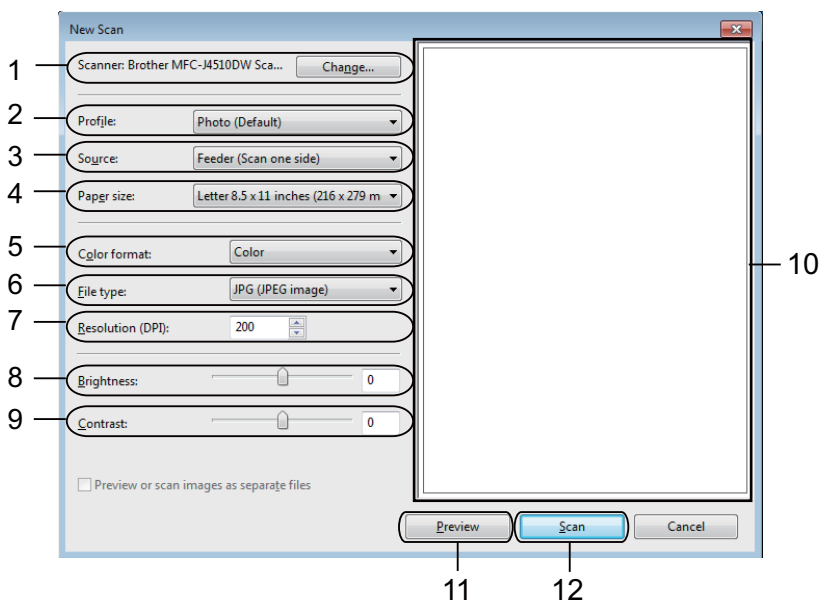 New Scan
1 Scanner: Brother MFC-J4510DW Sca... Change...
2 Profile: Photo (Default)
3 Source: Feeder (Scan one side)
4 Paper size: Letter 8.5 x 11 inches (216 x 279 m
5 Color format: Color
6 File type: JPG (JPEG image)
7 Resolution (DPI): 200
8 Brightness: 0
9 Contrast: 0
10
Preview or scan images as separate files
Preview Scan Cancel
11 12